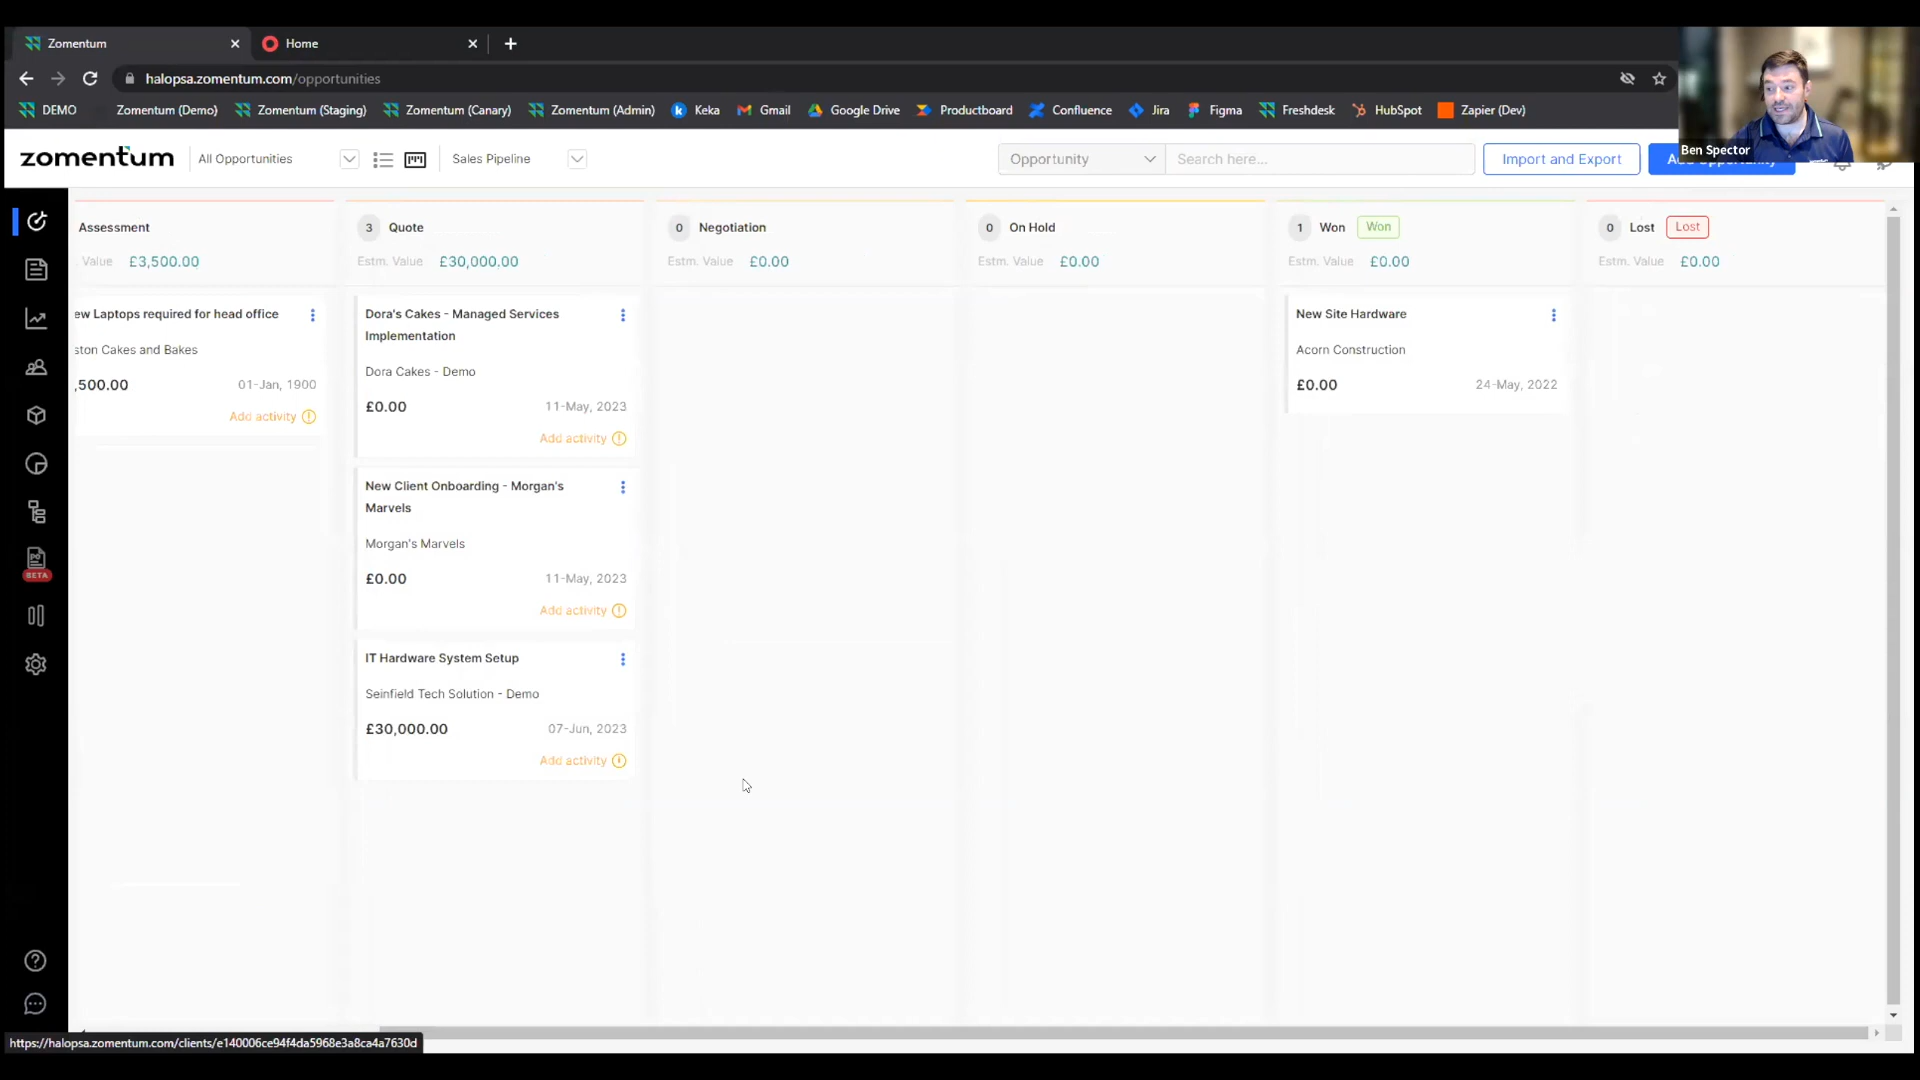 Zomentum
Home
halopsa.zomentum.com/opportunities
DEMO
Zomentum (Demo)
Zomentum (Staging)
Zomentum (Canary)
Zomentum (Admin)
Keka
Gmail
Google Drive
Productboard
Confluence
Jira
Figma
Freshdesk
HubSpot
Zapier (Dev)
Ben Spector
zomentum
All Opportunities
Sales Pipeline
Opportunity
Search here...
Import and Export
Assessment
Value £3,500.00
ew Laptops required for head office
ston Cakes and Bakes
,500.00
01-Jan, 1900
Add activity
3 Quote
Estm. Value £30,000.00
Dora's Cakes - Managed Services
Implementation
Dora Cakes - Demo
£0.00
11-May, 2023
Add activity
New Client Onboarding - Morgan's
Marvels
Morgan's Marvels
£0.00
11-May, 2023
Add activity
IT Hardware System Setup
Seinfield Tech Solution - Demo
£30,000.00
07-Jun, 2023
Add activity
0 Negotiation
Estm. Value £0.00
0 On Hold
Estm. Value £0.00
1 Won Won
Estm. Value £0.00
New Site Hardware
Acorn Construction
£0.00
24-May, 2022
0 Lost Lost
Estm. Value £0.00
PO
BETA
https://halopsa.zomentum.com/clients/e140006ce94f4da5968e3a8ca4a7630d